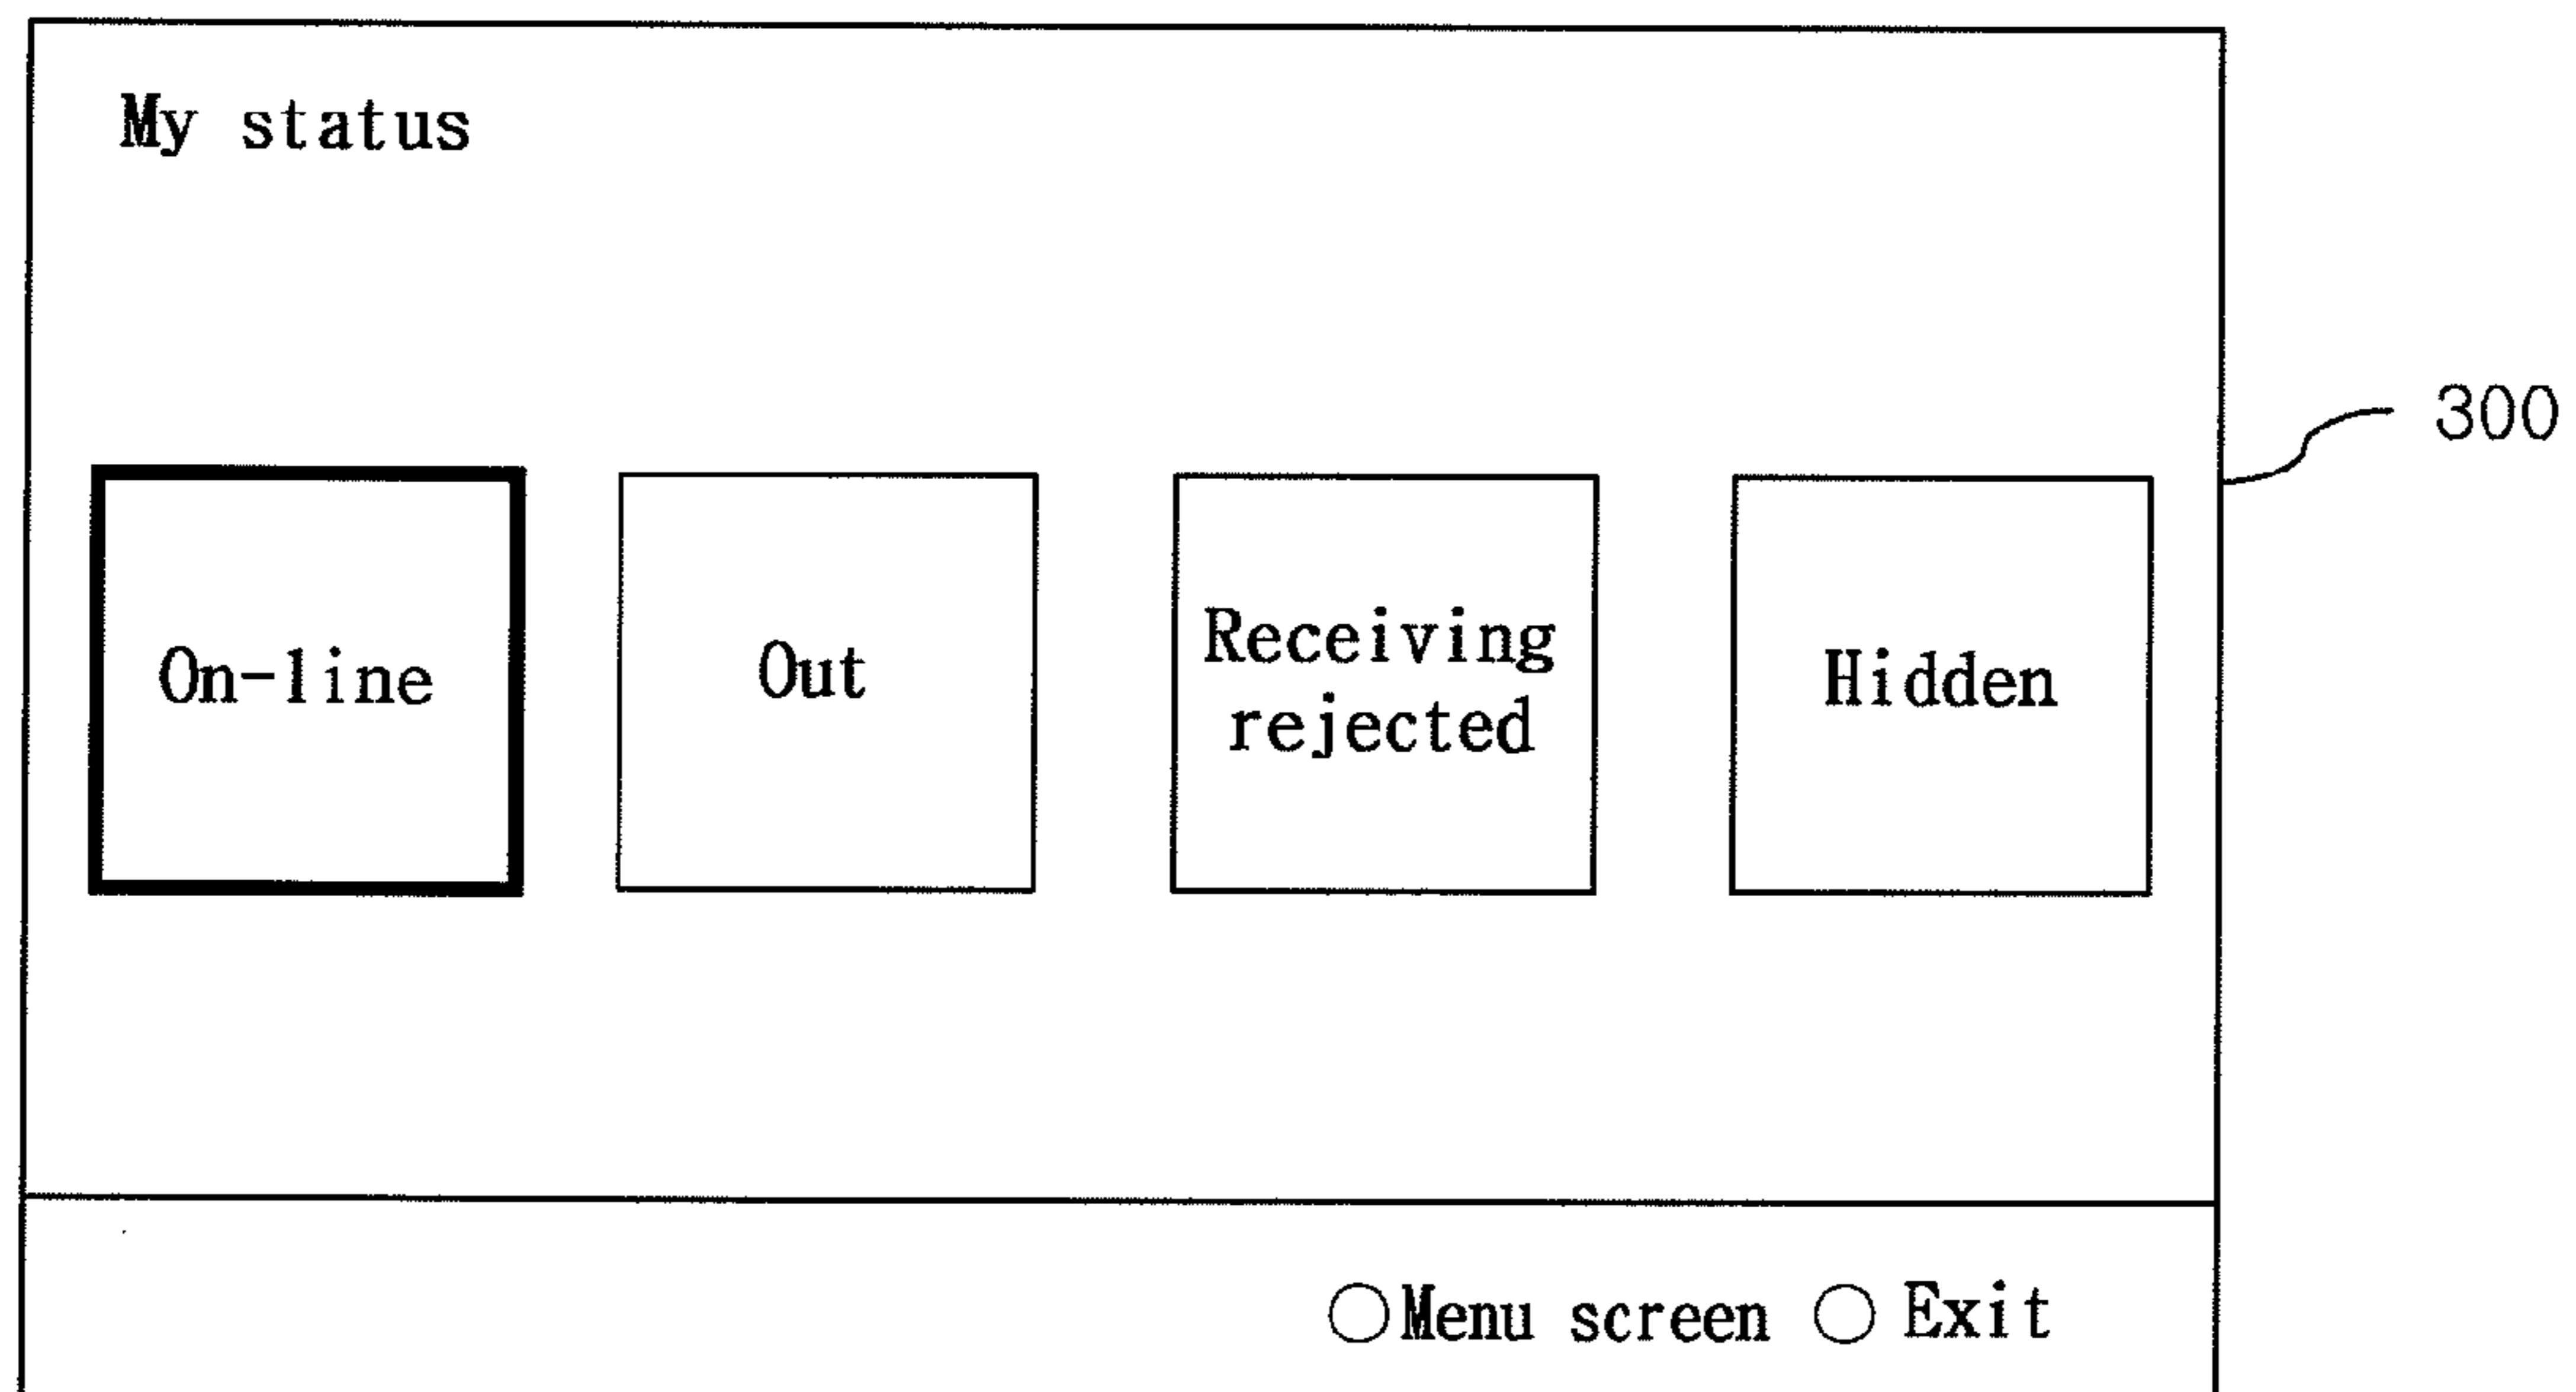 My status
300
On-line
Out
Receiving
rejected
Hidden
Menu screen
Exit